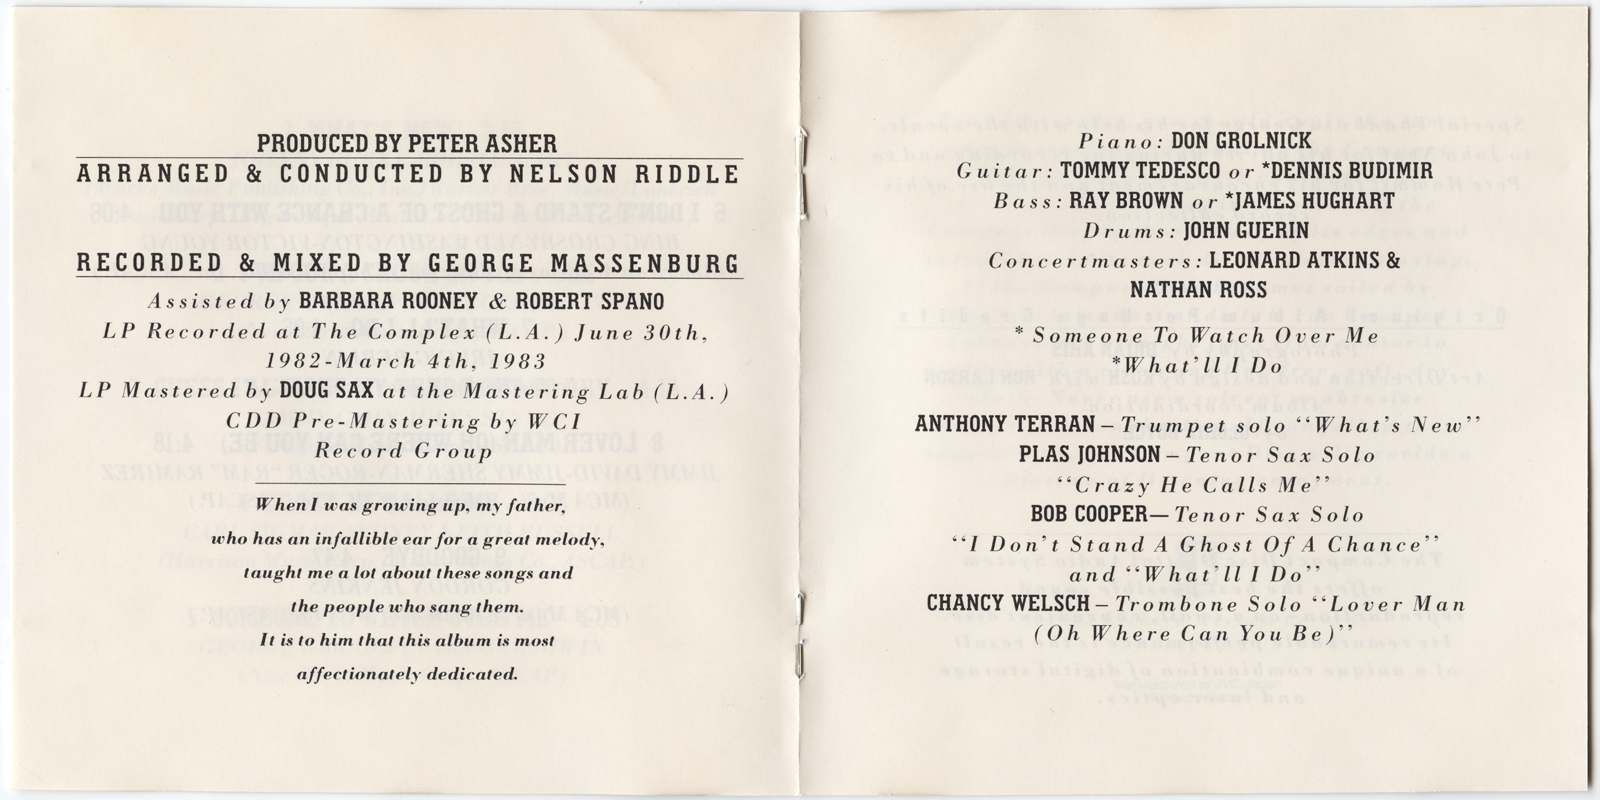 PRODUCED BY PETER ASHER
ARRANGED & CONDUCTED BY NELSON RIDDLE
RECORDED & MIXED BY GEORGE MASSENBURG
Assisted by BARBARA ROONEY & ROBERT SPANO
LP Recorded at The Complex (L.A.) June 30th,
1982-March 4th, 1983
LP Mastered by DOUG SAX at the Mastering Lab (L.A.)
CDD Pre-Mastering by WCI
Record Group
When I was growing up, my father,
who has an infallible ear for a great melody,
taught me a lot about these songs and
the people who sang them.
It is to him that this album is most
affectionately dedicated.
Piano: DON GROLNICK
Guitar: TOMMY TEDESCO or *DENNIS BUDIMIR
Bass: RAY BROWN or *JAMES HUGHART
Drums: JOHN GUERIN
Concertmasters: LEONARD ATKINS &
NATHAN ROSS
* Someone To Watch Over Me
*What'll I Do
ANTHONY TERRAN – Trumpet solo “What's New”
PLAS JOHNSON – Tenor Sax Solo
“Crazy He Calls Me”
BOB COOPER— Tenor Sax Solo
“I Don't Stand A Ghost Of A Chance”
and “What'll I Do”
CHANCY WELSCH – Trombone Solo “Lover Man
(Oh Where Can You Be)”